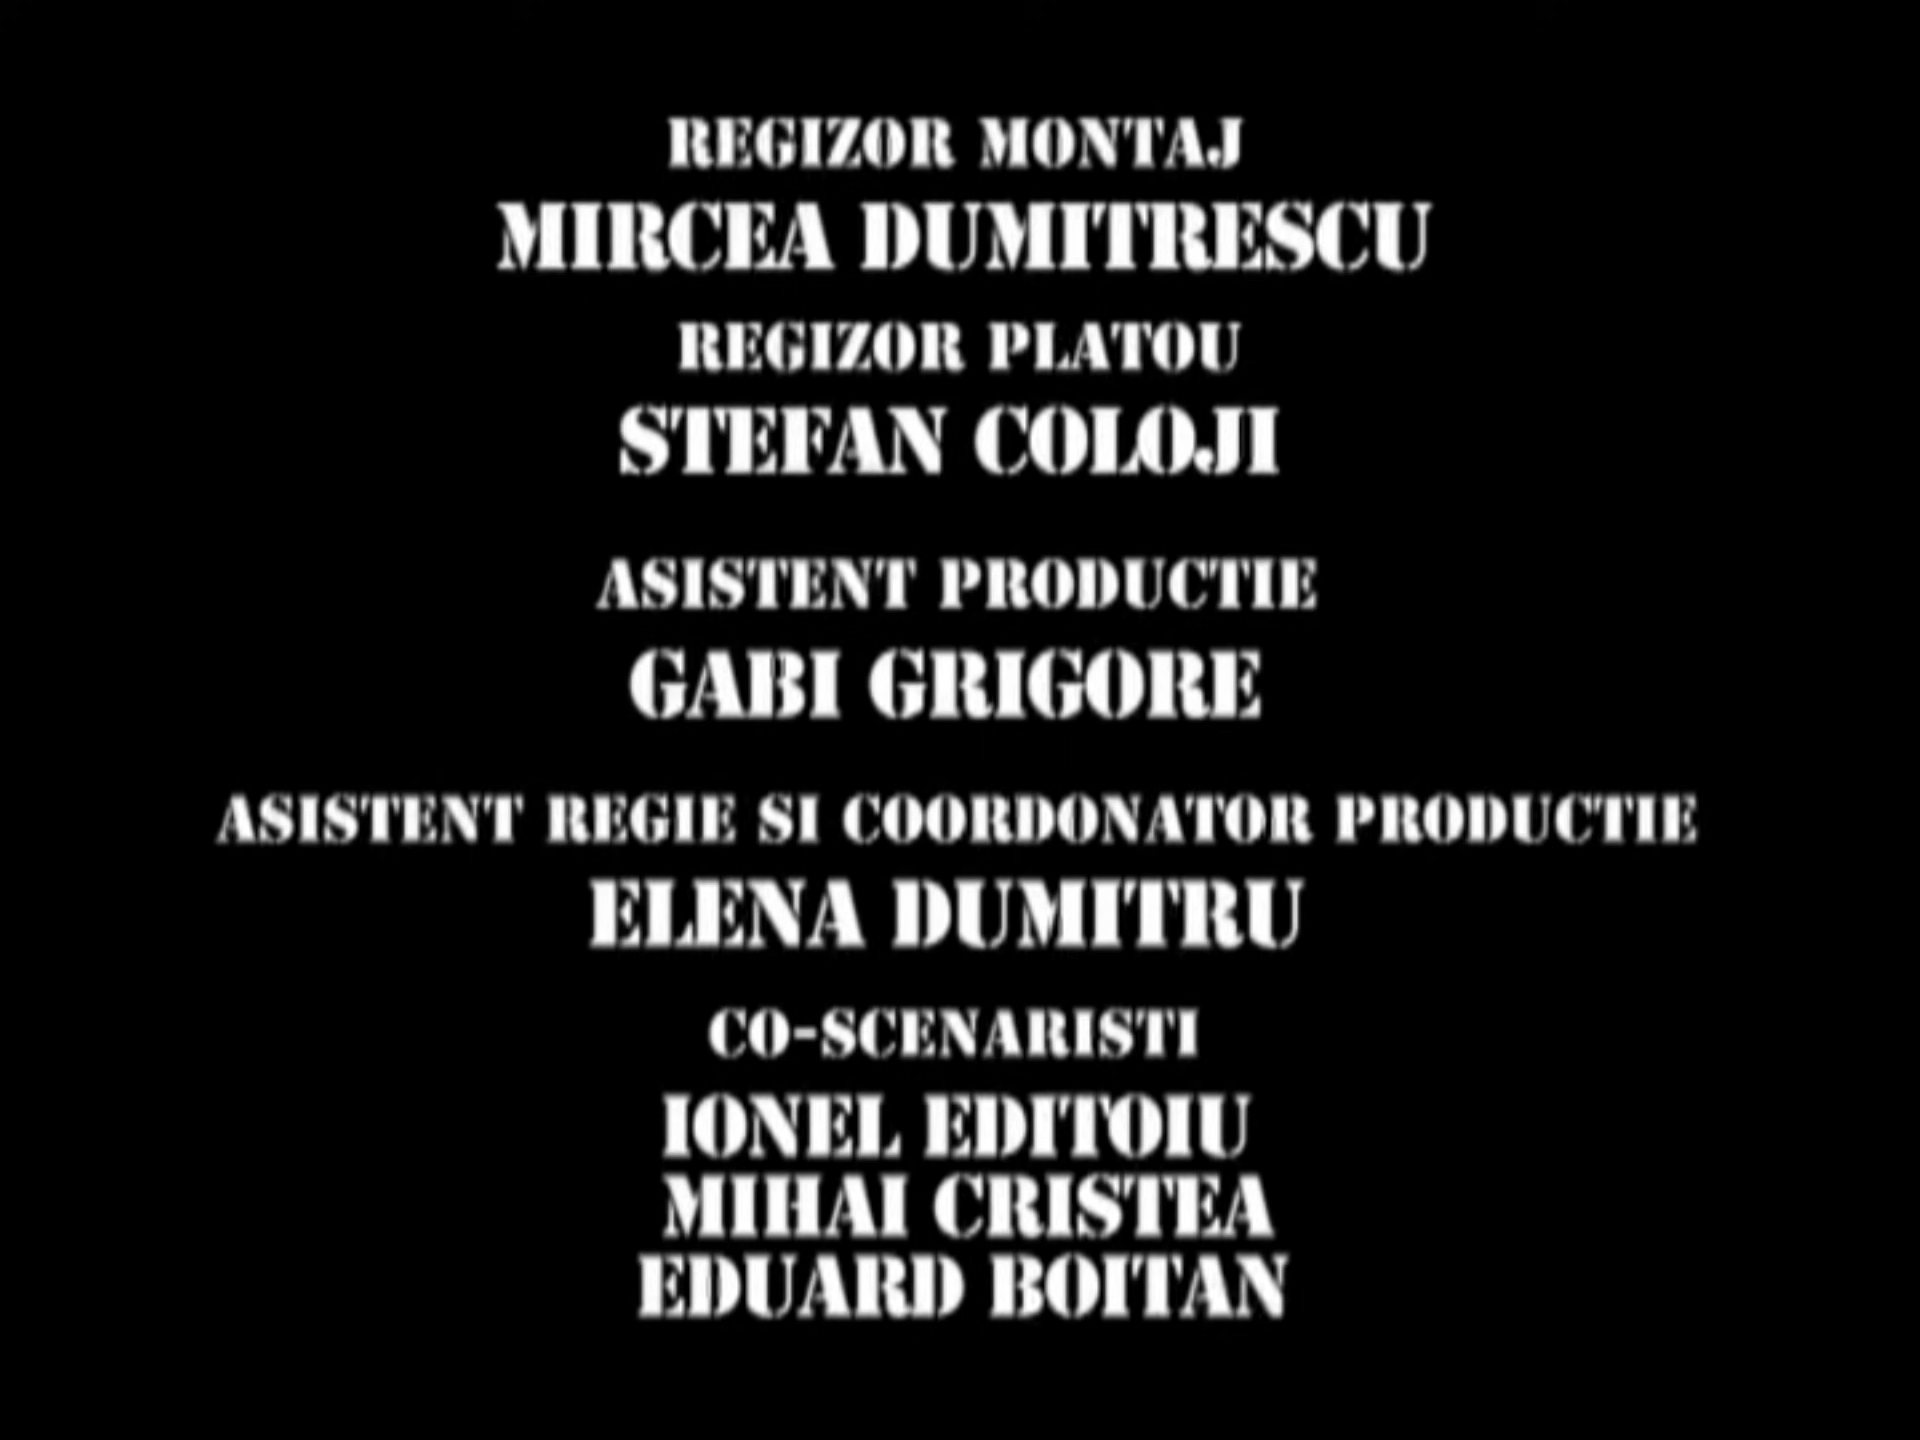 REGIZOR MONTAJ
MIRCEA DUMITRESCU
REGIZOR PLATOU
STEFAN COLOJI
ASISTENT PRODUCTIE
GABI GRIGORE
ASISTENT REGIE SI COORDONATOR PRODUCTIE
ELENA DUMITRU
CO-SCENARISTI
IONEL EDITOIU
MIHAI CRISTEA
EDUARD BOITAN